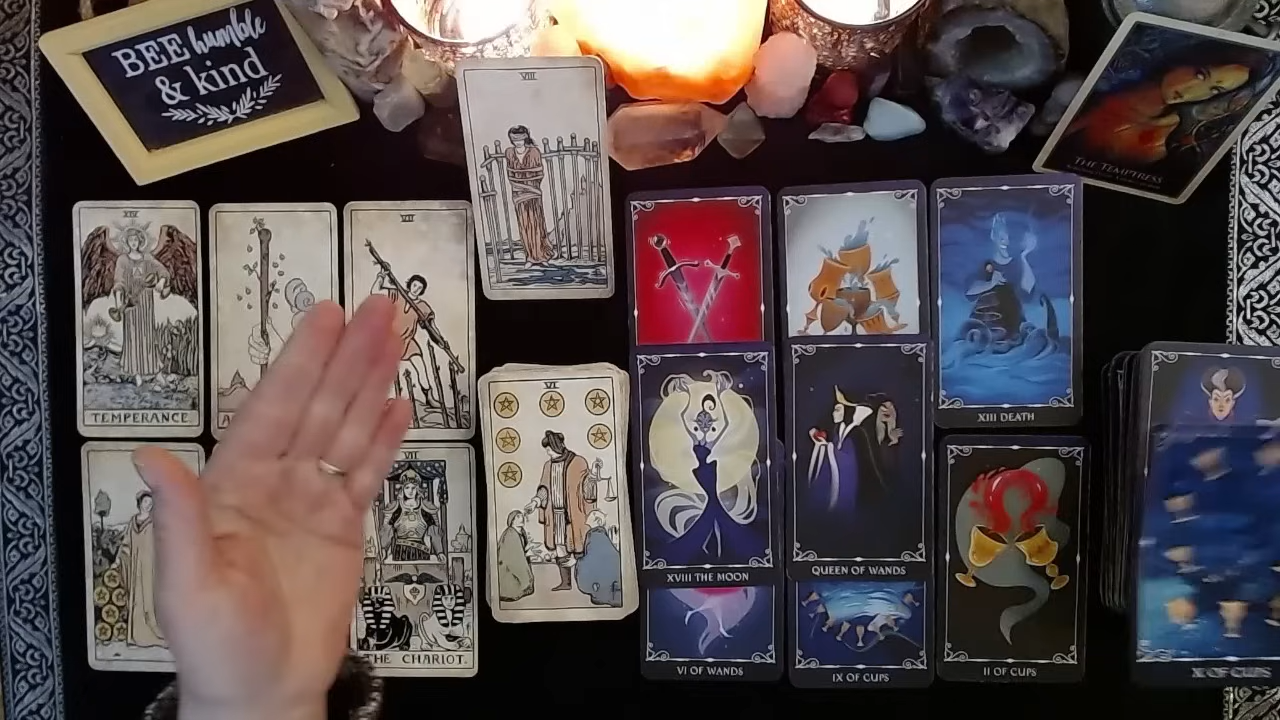 BEE humble
& kind
VIII
THE TEMPTRESS
XIV
TEMPERANCE
VII
A
XIII DEATH
VI
VII
THE CHARIOT.
XVIII THE MOON
QUEEN OF WANDS
VI OF WANDS
IX OF CUPS
II OF CUPS
X OF CUPS